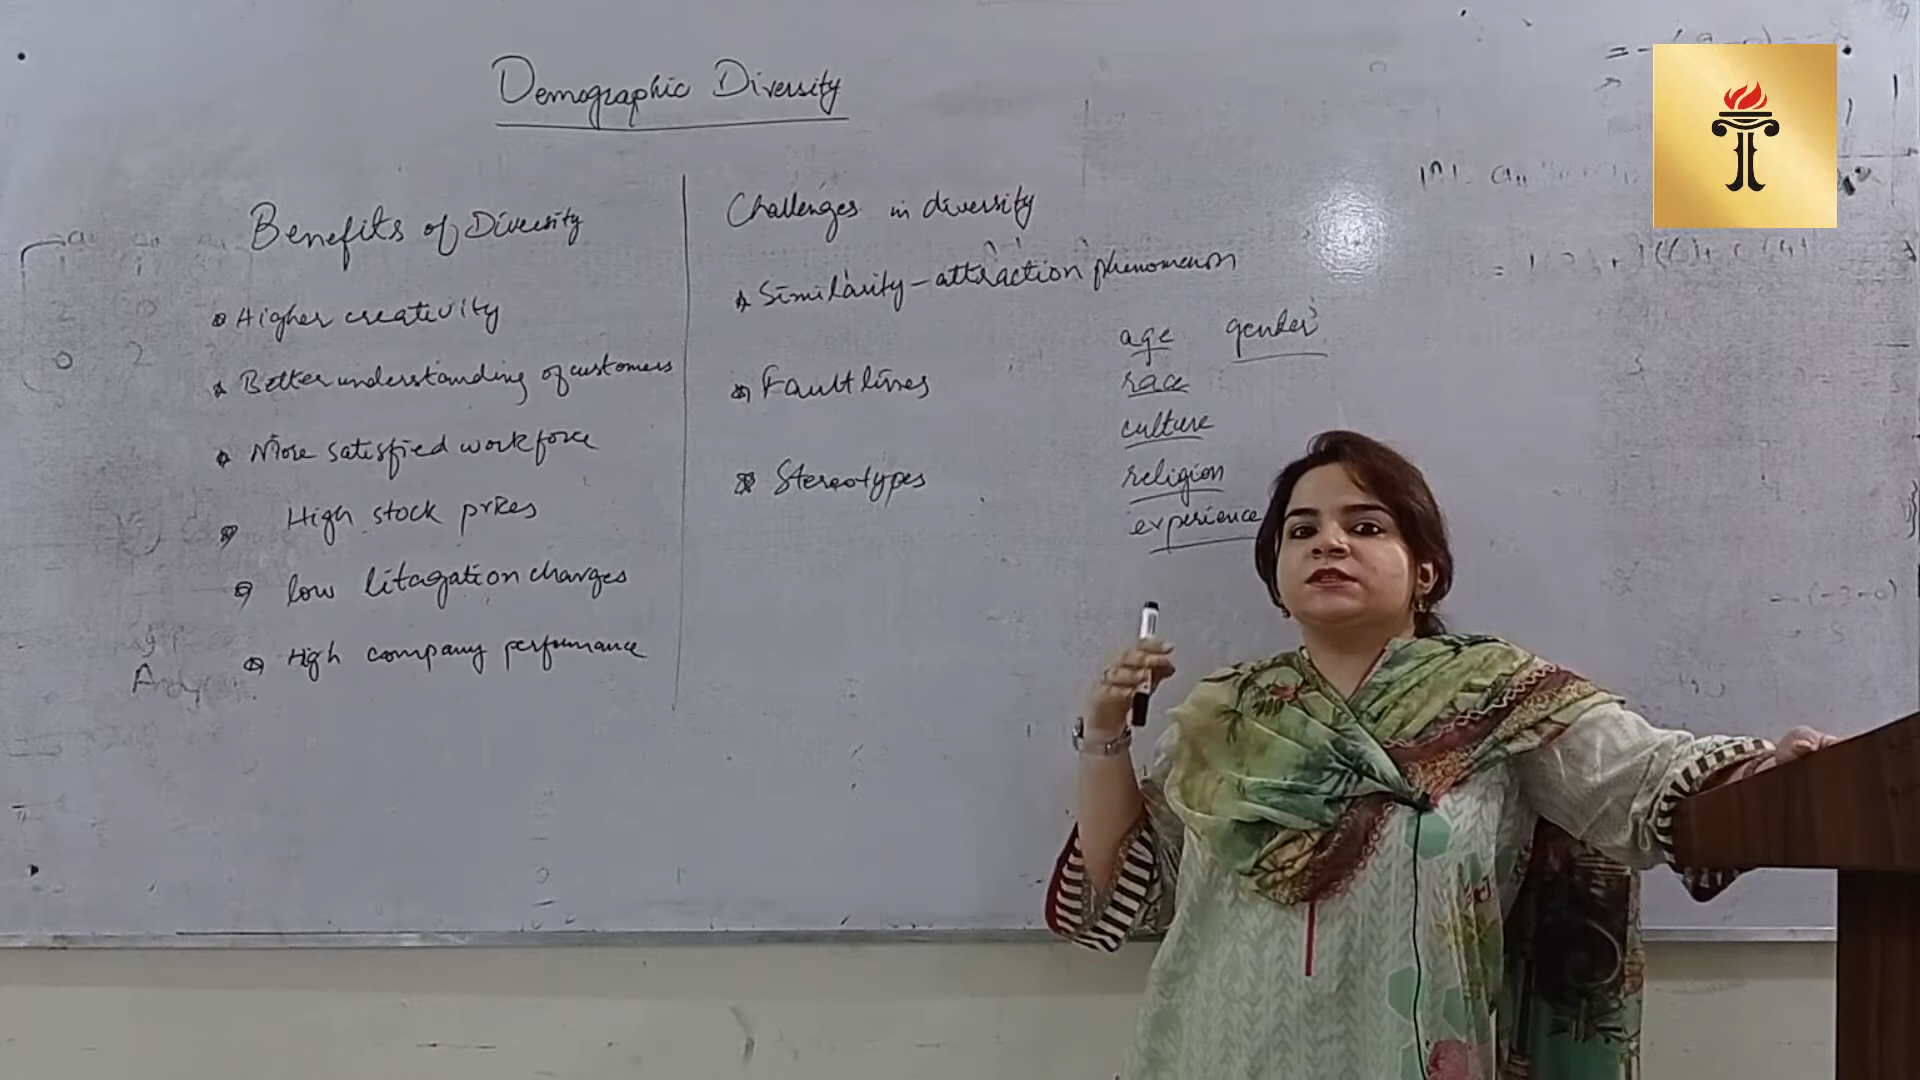 Demographic Diversity
Benefits of Diversity
Higher creativity
Better understanding of customers
More satisfied workforce
High stock prices
low litagation charges
High company performance
Challenges in diversity
Similarity-attraction phenomenon
Fault lines
Stereotypes
age gender
race
culture
religion
experience